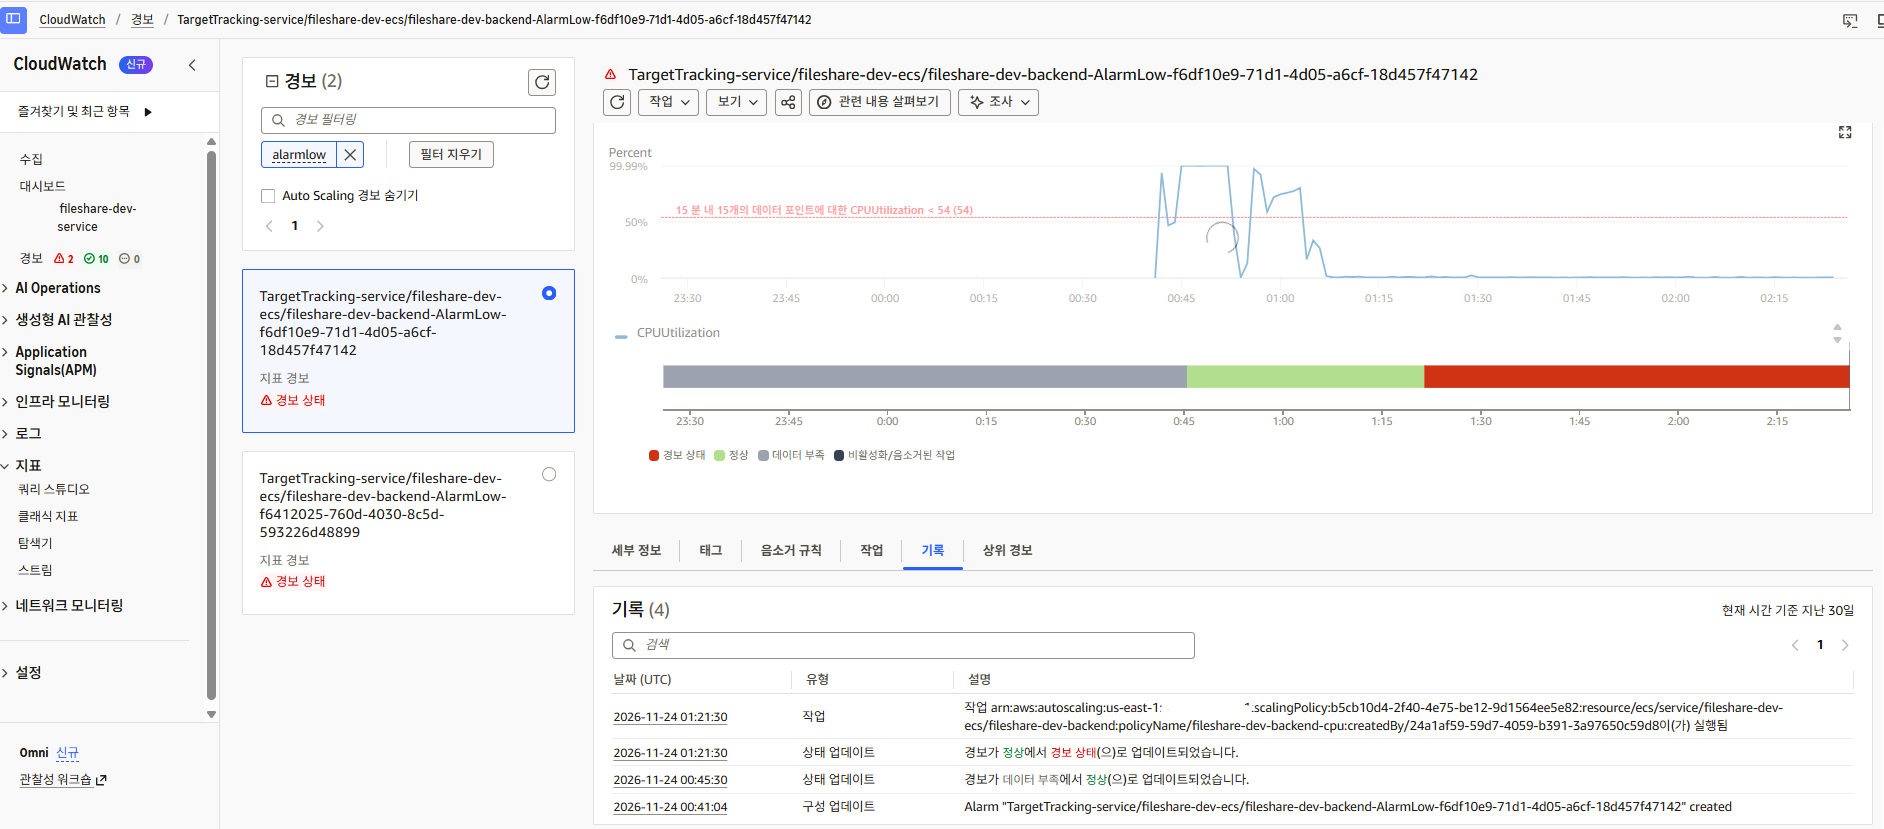 CloudWatch / 경보 / TargetTracking-service/fileshare-dev-ecs/fileshare-dev-backend-AlarmLow-f6df10e9-71d1-4d05-a6cf-18d457f47142
CloudWatch 신규
즐겨찾기 및 최근 항목
수집
대시보드
fileshare-dev-
service
경보 2 10 0
AI Operations
생성형 AI 관찰성
Application
Signals(APM)
인프라 모니터링
로그
지표
쿼리 스튜디오
클래식 지표
탐색기
스트림
네트워크 모니터링
설정
Omni 신규
관찰성 워크숍
경보 (2)
경보 필터링
alarmlow 필터 지우기
Auto Scaling 경보 숨기기
1
TargetTracking-service/fileshare-dev-
ecs/fileshare-dev-backend-AlarmLow-
f6df10e9-71d1-4d05-a6cf-
18d457f47142
지표 경보
경보 상태
TargetTracking-service/fileshare-dev-
ecs/fileshare-dev-backend-AlarmLow-
f6412025-760d-4030-8c5d-
593226d48899
지표 경보
경보 상태
TargetTracking-service/fileshare-dev-ecs/fileshare-dev-backend-AlarmLow-f6df10e9-71d1-4d05-a6cf-18d457f47142
작업 보기 관련 내용 살펴보기 조사
Percent
99.99%
15 분 내 15개의 데이터 포인트에 대한 CPUUtilization < 54 (54)
50%
0%
23:30 23:45 00:00 00:15 00:30 00:45 01:00 01:15 01:30 01:45 02:00 02:15
CPUUtilization
23:30 23:45 0:00 0:15 0:30 0:45 1:00 1:15 1:30 1:45 2:00 2:15
경보 상태 정상 데이터 부족 비활성화/음소거된 작업
세부 정보 태그 음소거 규칙 작업 기록 상위 경보
기록 (4) 현재 시간 기준 지난 30일
검색 1
날짜 (UTC) 유형 설명
2026-11-24 01:21:30 작업 작업 arn:aws:autoscaling:us-east-1: 1:scalingPolicy:b5cb10d4-2f40-4e75-be12-9d1564ee5e82:resource/ecs/service/fileshare-dev-
ecs/fileshare-dev-backend:policyName/fileshare-dev-backend-cpu:createdBy/24a1af59-59d7-4059-b391-3a97650c59d8이(가) 실행됨
2026-11-24 01:21:30 상태 업데이트 경보가 정상에서 경보 상태(으)로 업데이트되었습니다.
2026-11-24 00:45:30 상태 업데이트 경보가 데이터 부족에서 정상(으)로 업데이트되었습니다.
2026-11-24 00:41:04 구성 업데이트 Alarm "TargetTracking-service/fileshare-dev-ecs/fileshare-dev-backend-AlarmLow-f6df10e9-71d1-4d05-a6cf-18d457f47142" created